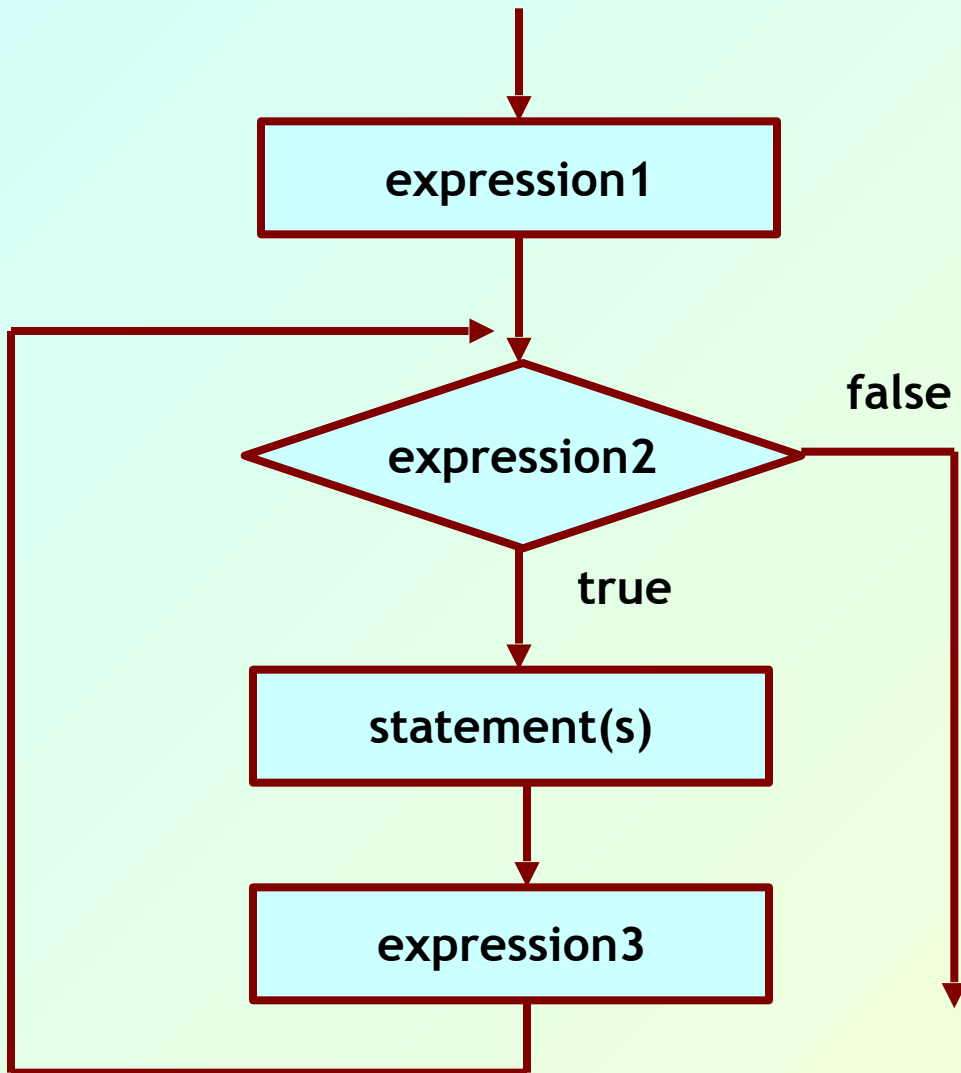 expression1
false
expression2
true
statement(s)
expression3